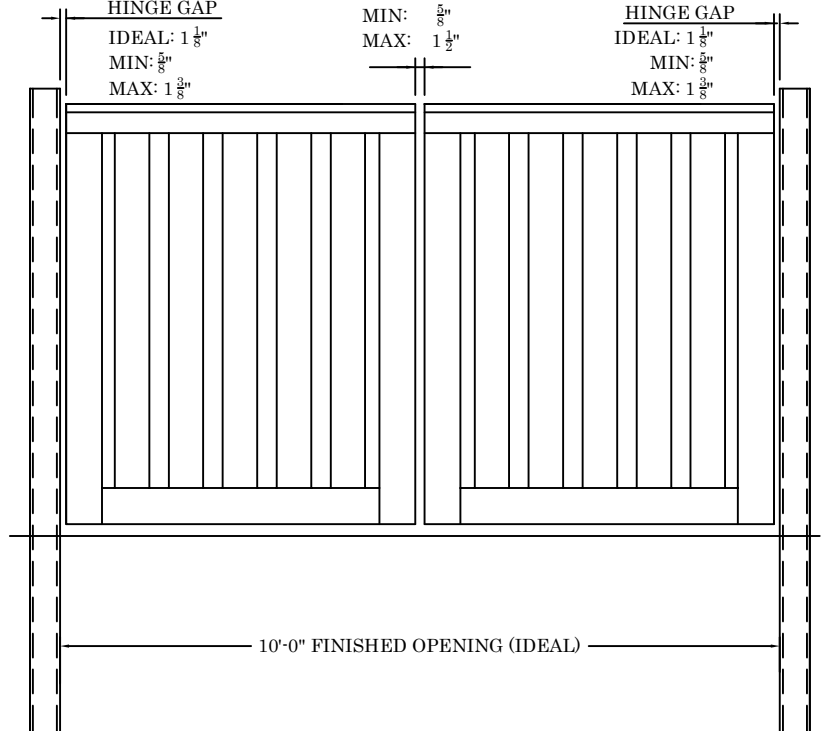 HINGE GAP
IDEAL: 1 1/8"
MIN: 5/8"
MAX: 1 3/8"
MIN: 5/8"
MAX: 1 1/2"
HINGE GAP
IDEAL: 1 1/8"
MIN: 5/8"
MAX: 1 3/8"
10'-0" FINISHED OPENING (IDEAL)